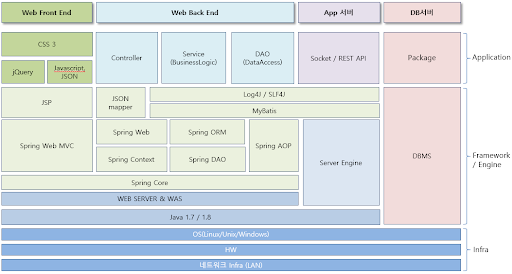 Web Front End
Web Back End
App 서버
DB서버
CSS 3
jQuery
Javascript,
JSON
Controller
Service
(BusinessLogic)
DAO
(DataAccess)
Socket / REST API
Package
Application
JSP
JSON
mapper
Log4J / SLF4J
MyBatis
Spring Web MVC
Spring Web
Spring ORM
Spring AOP
Spring Context
Spring DAO
Server Engine
DBMS
Framework /
Engine
Spring Core
WEB SERVER & WAS
Java 1.7 / 1.8
OS(Linux/Unix/Windows)
HW
네트워크 Infra (LAN)
Infra